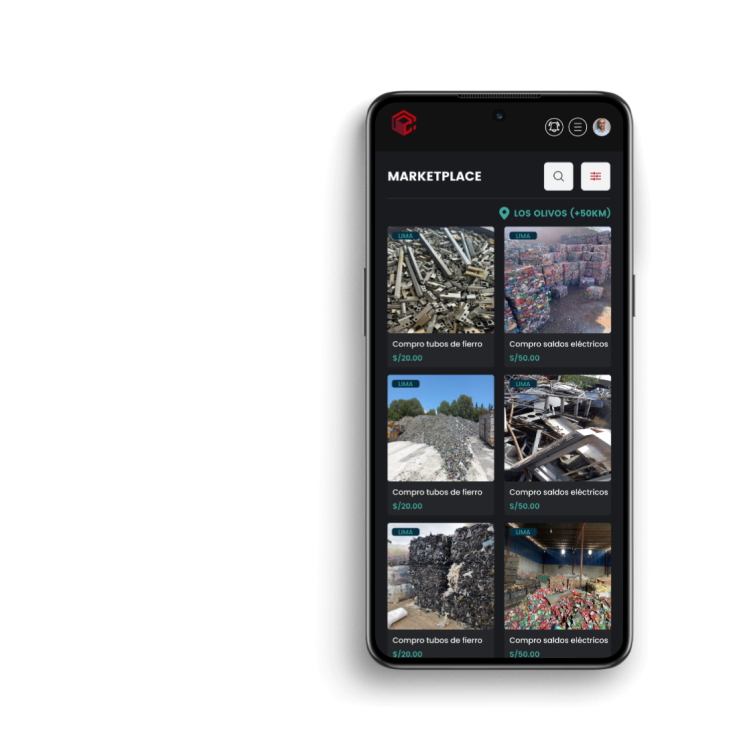 MARKETPLACE
LOS OLIVOS (+50KM)
LIMA
LIMA
Compro tubos de fierro
Compro saldos eléctricos
S/20.00
S/50.00
LIMA
LIMA
Compro tubos de fierro
Compro saldos eléctricos
S/20.00
S/50.00
LIMA
LIMA
Compro tubos de fierro
Compro saldos eléctricos
S/20.00
S/50.00